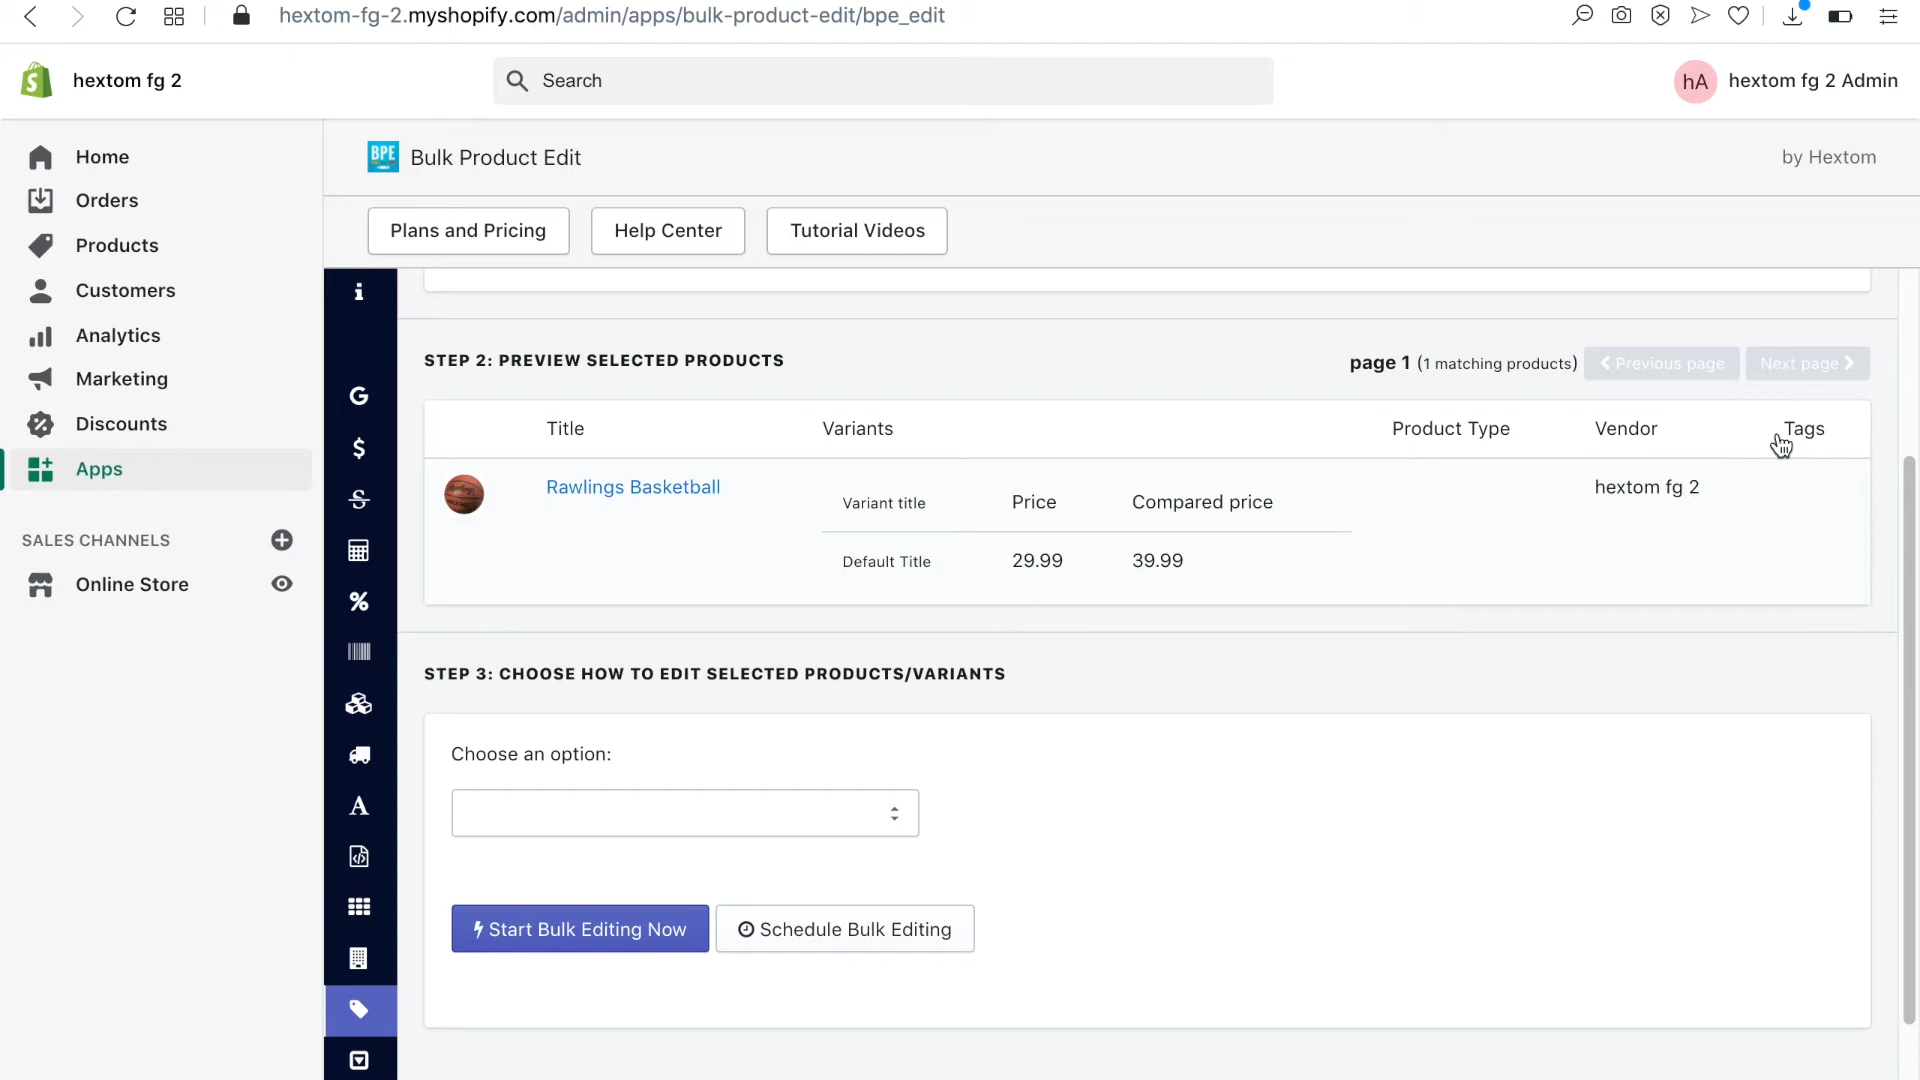 hextom-fg-2.myshopify.com/admin/apps/bulk-product-edit/bpe_edit
hextom fg 2
Search
hA
hextom fg 2 Admin
Home
Orders
Products
Customers
Analytics
Marketing
Discounts
Apps
SALES CHANNELS
Online Store
BPE
Bulk Product Edit
by Hextom
Plans and Pricing
Help Center
Tutorial Videos
STEP 2: PREVIEW SELECTED PRODUCTS
page 1 (1 matching products)
Previous page
Next page
Title
Variants
Product Type
Vendor
Tags
Rawlings Basketball
Variant title
Price
Compared price
hextom fg 2
Default Title
29.99
39.99
STEP 3: CHOOSE HOW TO EDIT SELECTED PRODUCTS/VARIANTS
Choose an option:
Start Bulk Editing Now
Schedule Bulk Editing